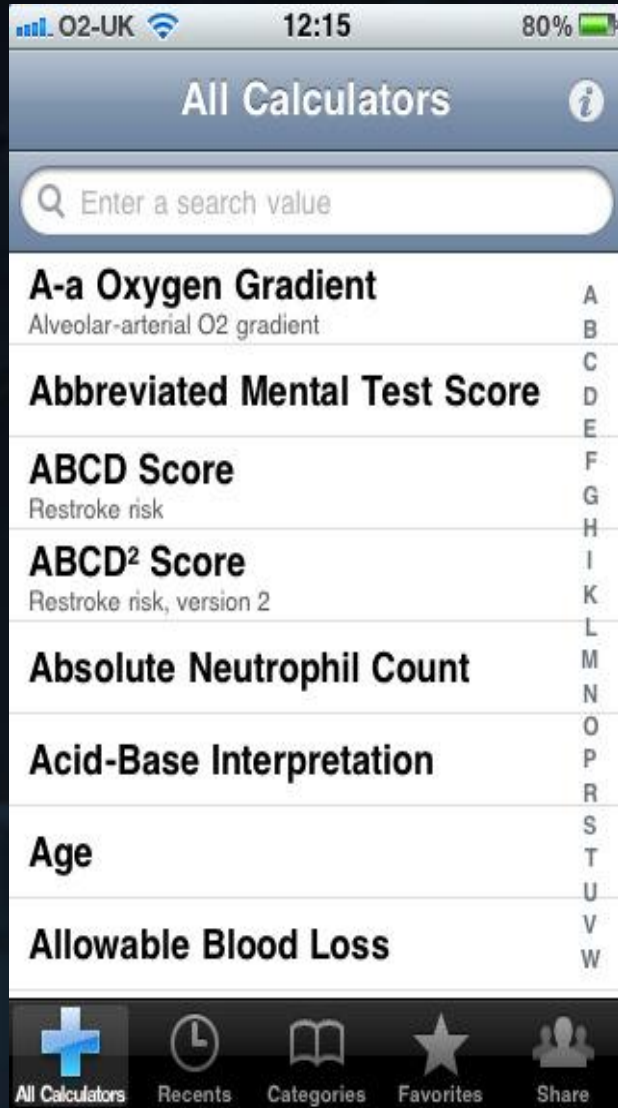 O2-UK 12:15 80%
All Calculators
Enter a search value
A-a Oxygen Gradient
Alveolar-arterial O2 gradient
Abbreviated Mental Test Score
ABCD Score
Restroke risk
ABCD² Score
Restroke risk, version 2
Absolute Neutrophil Count
Acid-Base Interpretation
Age
Allowable Blood Loss
A
B
C
D
E
F
G
H
I
K
L
M
N
O
P
R
S
T
U
V
W
All Calculators Recents Categories Favorites Share